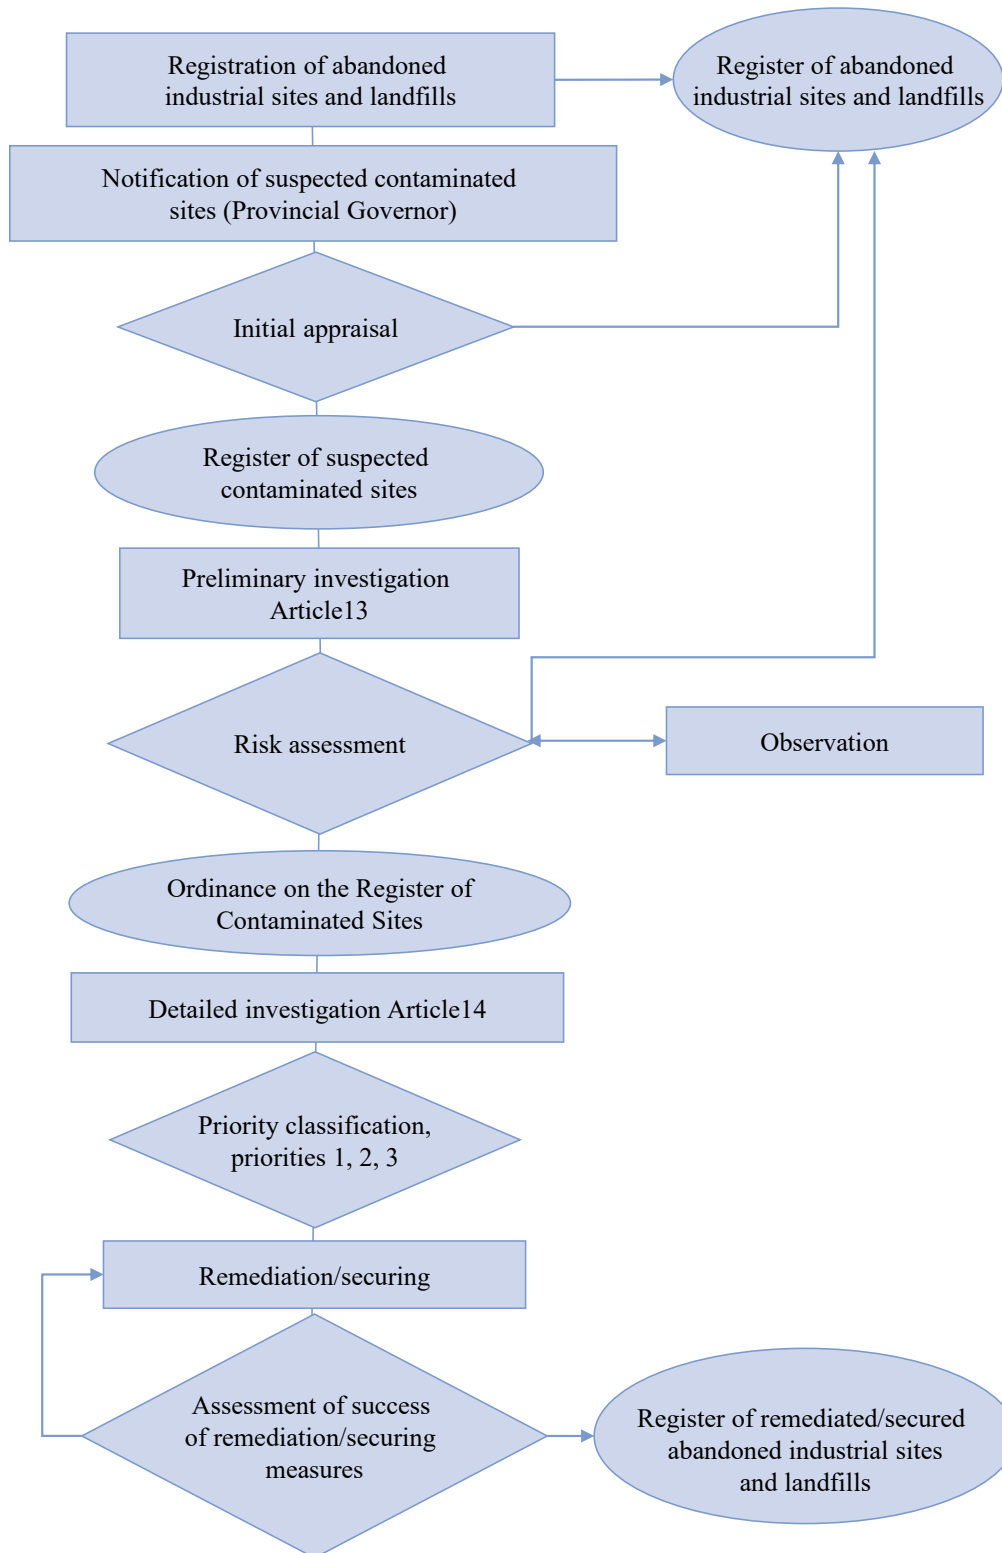 Registration of abandoned
industrial sites and landfills
Register of abandoned
industrial sites and landfills
Notification of suspected contaminated
sites (Provincial Governor)
Initial appraisal
Register of suspected
contaminated sites
Preliminary investigation
Article13
Risk assessment
Observation
Ordinance on the Register of
Contaminated Sites
Detailed investigation Article14
Priority classification,
priorities 1, 2, 3
Remediation/securing
Assessment of success
of remediation/securing
measures
Register of remediated/secured
abandoned industrial sites
and landfills